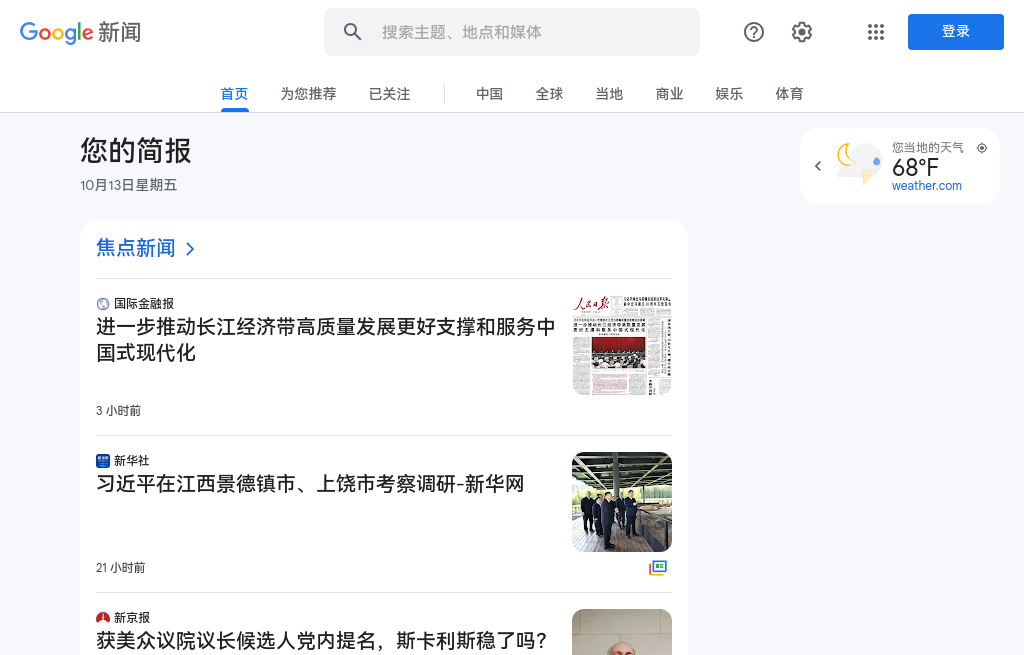 Google 新闻
搜索主题、地点和媒体
登录
首页
为您推荐
已关注
中国
全球
当地
商业
娱乐
体育
您的简报
10月13日星期五
您当地的天气
68°F
weather.com
焦点新闻
国际金融报
进一步推动长江经济带高质量发展更好支撑和服务中
国式现代化
人民日报
3 小时前
新华社
习近平在江西景德镇市、上饶市考察调研-新华网
21 小时前
新京报
获美众议院议长候选人党内提名，斯卡利斯稳了吗？